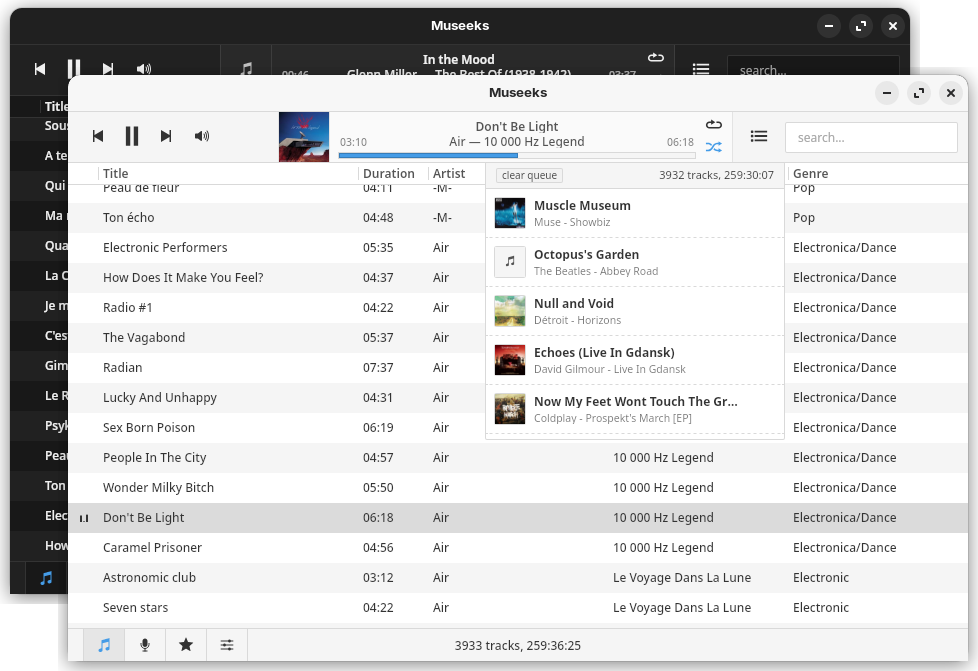 Museeks
In the Mood
00:46 Glenn Miller — The Best Of (1938-1942) 03:37
search...
Title
Sous
A te
Qui
Ma
Qua
La C
Je m
C'es
Gim
Le R
Psyk
Peau
Ton
Elec
How
Museeks
Don't Be Light
03:10 Air — 10 000 Hz Legend 06:18
search...
Title Duration Artist Genre
clear queue 3932 tracks, 259:30:07
Muscle Museum
Muse - Showbiz
Octopus's Garden
The Beatles - Abbey Road
Null and Void
Détroit - Horizons
Echoes (Live In Gdansk)
David Gilmour - Live In Gdansk
Now My Feet Wont Touch The Gr...
Coldplay - Prospekt's March [EP]
Peau de fleur 04:11 -M- Pop
Ton écho 04:48 -M- Pop
Electronic Performers 05:35 Air Electronica/Dance
How Does It Make You Feel? 04:37 Air Electronica/Dance
Radio #1 04:22 Air Electronica/Dance
The Vagabond 05:37 Air Electronica/Dance
Radian 07:37 Air Electronica/Dance
Lucky And Unhappy 04:31 Air Electronica/Dance
Sex Born Poison 06:19 Air Electronica/Dance
People In The City 04:57 Air 10 000 Hz Legend Electronica/Dance
Wonder Milky Bitch 05:50 Air 10 000 Hz Legend Electronica/Dance
Don't Be Light 06:18 Air 10 000 Hz Legend Electronica/Dance
Caramel Prisoner 04:56 Air 10 000 Hz Legend Electronica/Dance
Astronomic club 03:12 Air Le Voyage Dans La Lune Electronic
Seven stars 04:22 Air Le Voyage Dans La Lune Electronic
3933 tracks, 259:36:25